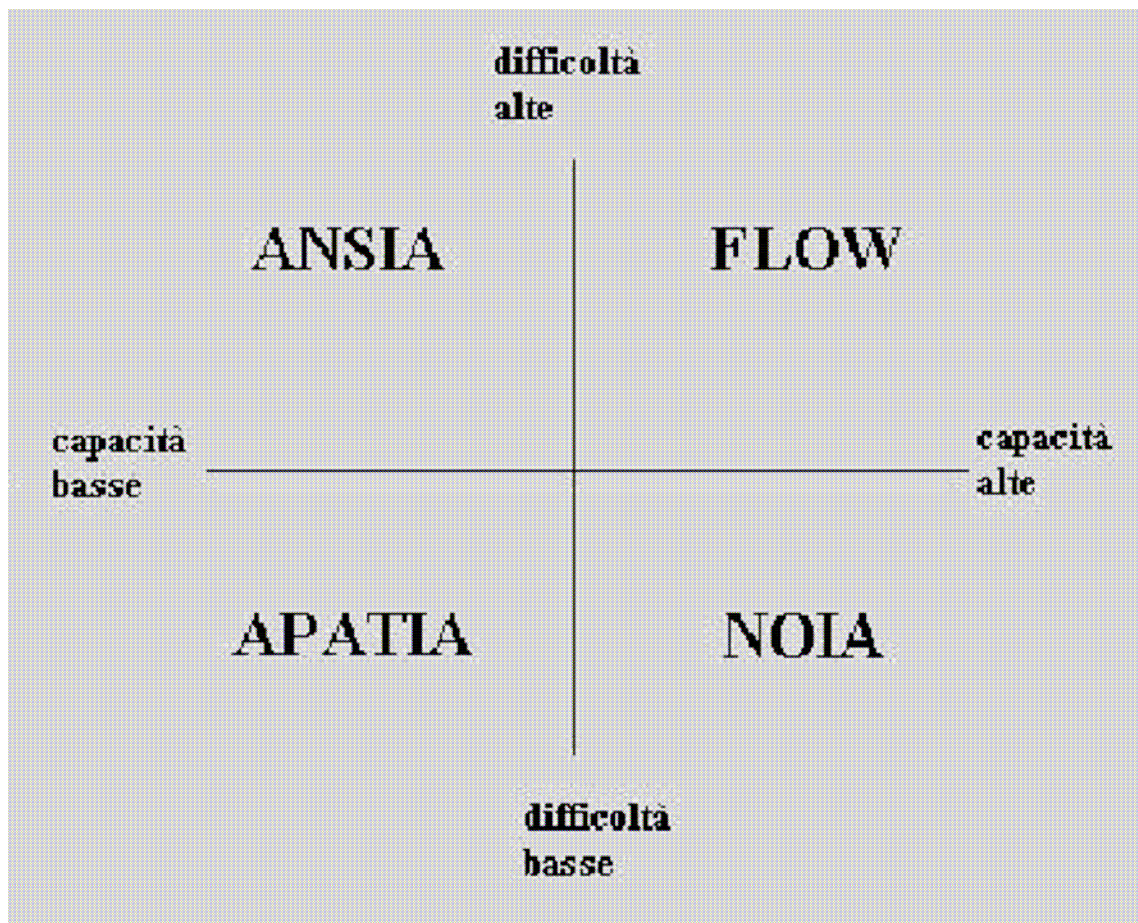 difficoltà
alte
ANSIA
FLOW
capacità
basse
capacità
alte
APATIA
NOIA
difficoltà
basse